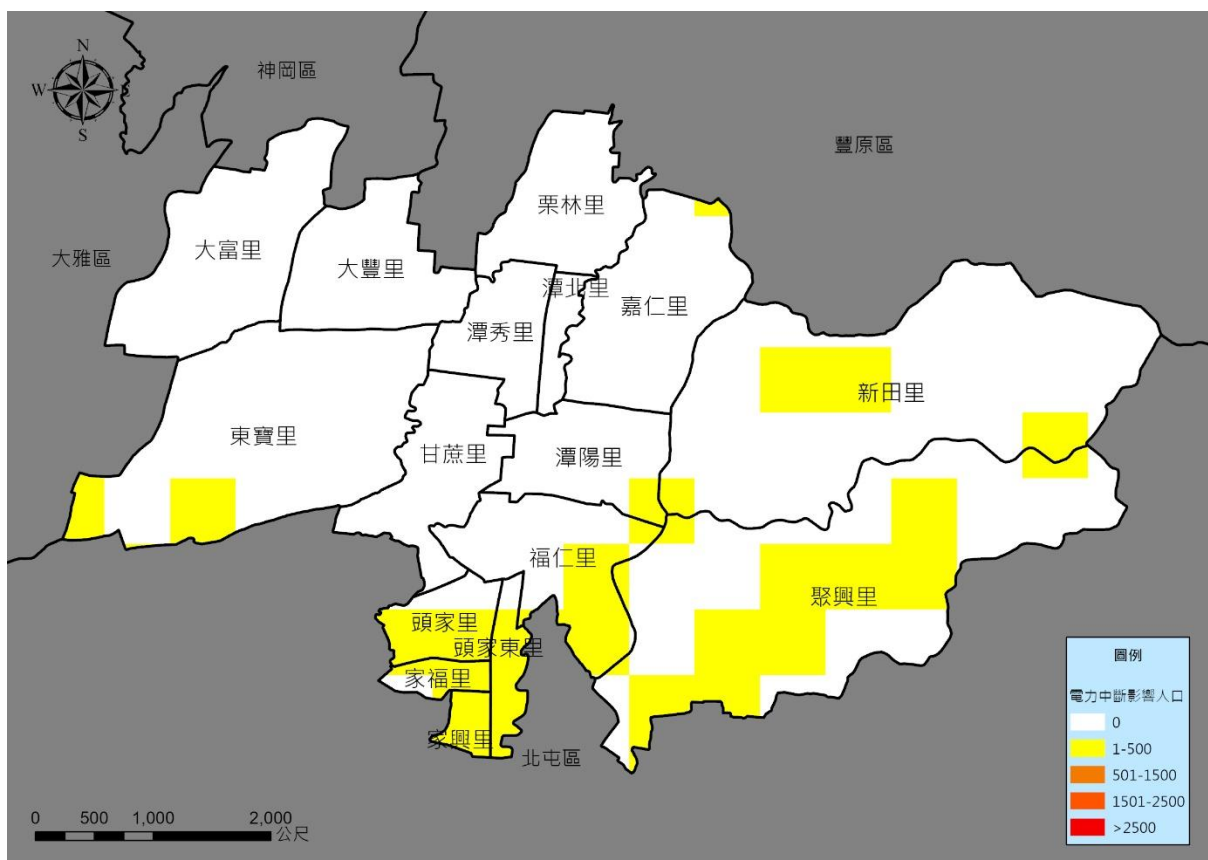 N
神岡區
W
S
豐原區
栗林里
大富里
大雅區
大豐里
潭北里
嘉仁里
潭秀里
新田里
東寶里
甘蔗里
潭陽里
福仁里
聚興里
頭家里
頭家東里
家福里
家興里
北屯區
圖例
電力中斷影響人口
0
1-500
501-1500
1501-2500
>2500
0 500 1,000 2,000
公尺